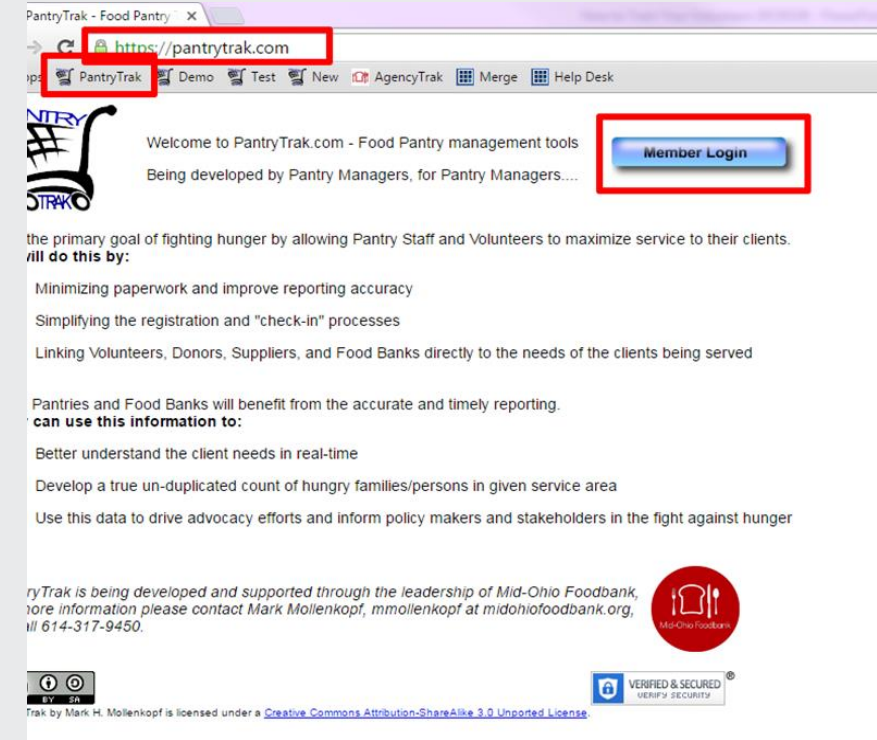 PantryTrak - Food Pantry
https://pantrytrak.com
PantryTrak Demo Test New AgencyTrak Merge Help Desk
Welcome to PantryTrak.com - Food Pantry management tools
Member Login
Being developed by Pantry Managers, for Pantry Managers....
the primary goal of fighting hunger by allowing Pantry Staff and Volunteers to maximize service to their clients.
will do this by:
Minimizing paperwork and improve reporting accuracy
Simplifying the registration and "check-in" processes
Linking Volunteers, Donors, Suppliers, and Food Banks directly to the needs of the clients being served
Pantries and Food Banks will benefit from the accurate and timely reporting.
can use this information to:
Better understand the client needs in real-time
Develop a true un-duplicated count of hungry families/persons in given service area
Use this data to drive advocacy efforts and inform policy makers and stakeholders in the fight against hunger
ryTrak is being developed and supported through the leadership of Mid-Ohio Foodbank,
more information please contact Mark Mollenkopf, mmollenkopf at midohiofoodbank.org,
all 614-317-9450.
Mid-Ohio Foodbank
BY SA
VERIFIED & SECURED ®
VERIFY SECURITY
Trak by Mark H. Mollenkopf is licensed under a Creative Commons Attribution-ShareAlike 3.0 Unported License.